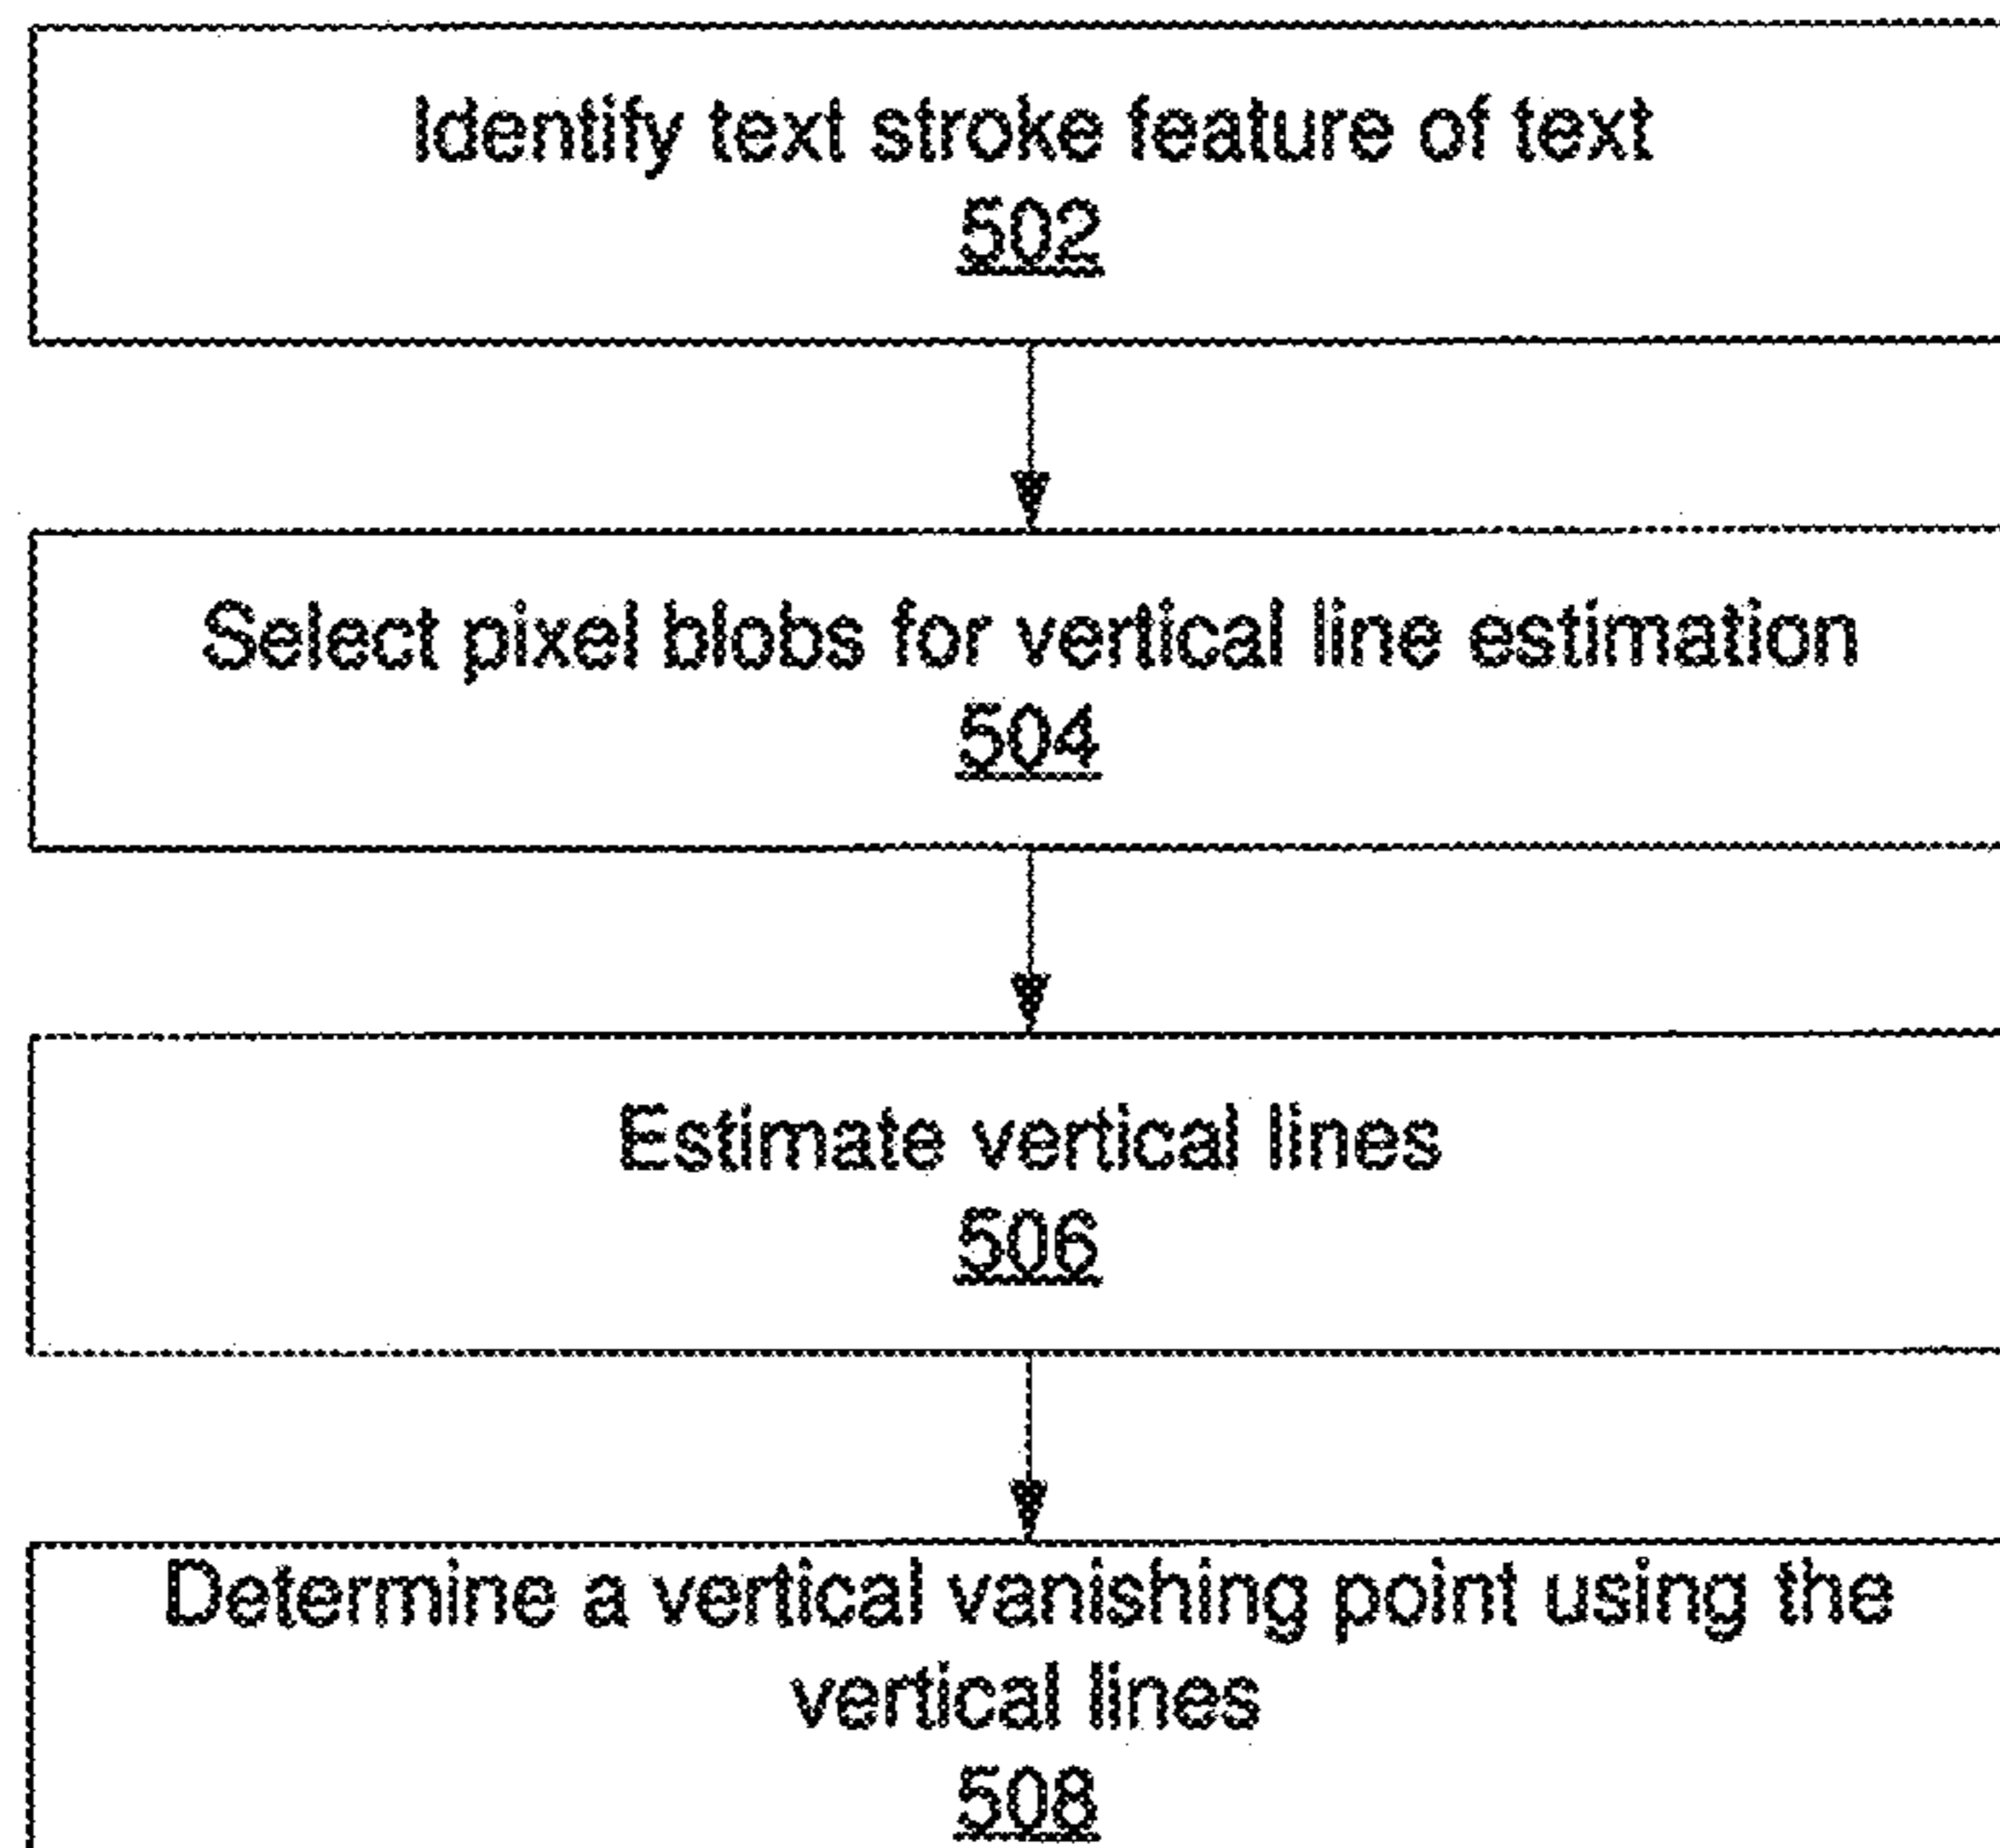 Identify text stroke feature of text
502
Select pixel blobs for vertical line estimation
504
Estimate vertical lines
506
Determine a vertical vanishing point using the
vertical lines
508